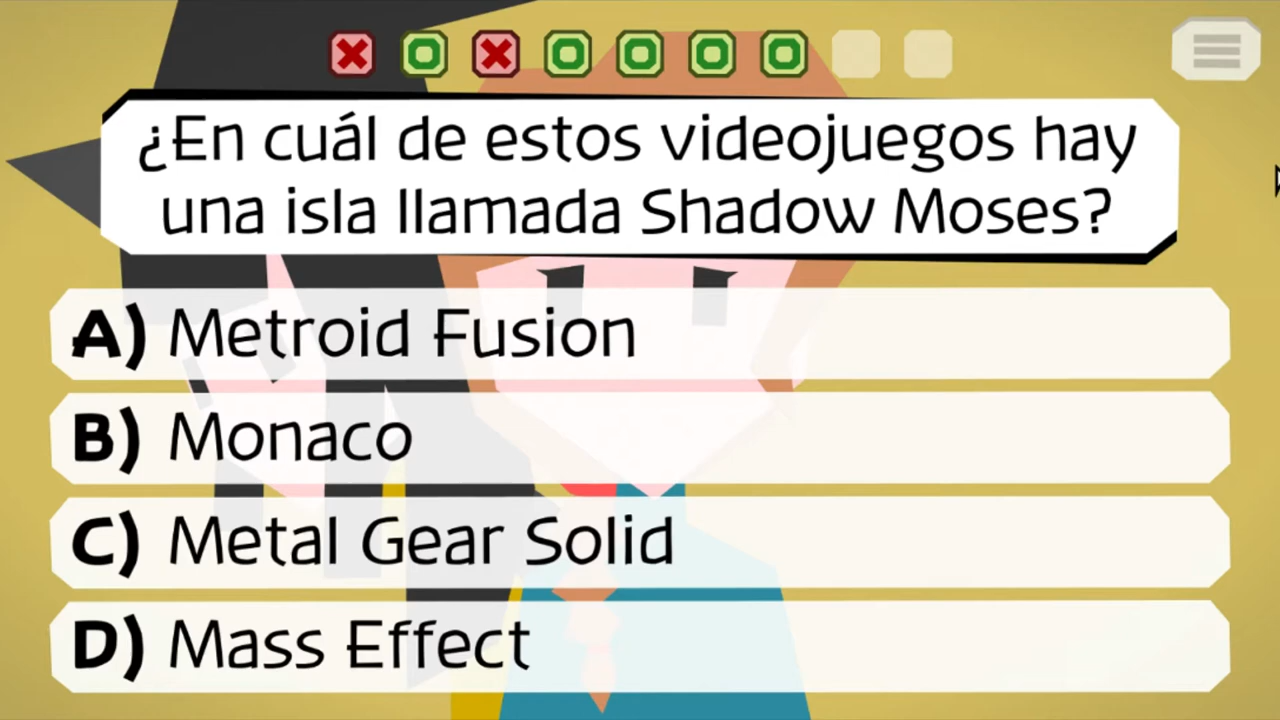 ¿En cuál de estos videojuegos hay
una isla llamada Shadow Moses?
A) Metroid Fusion
B) Monaco
C) Metal Gear Solid
D) Mass Effect